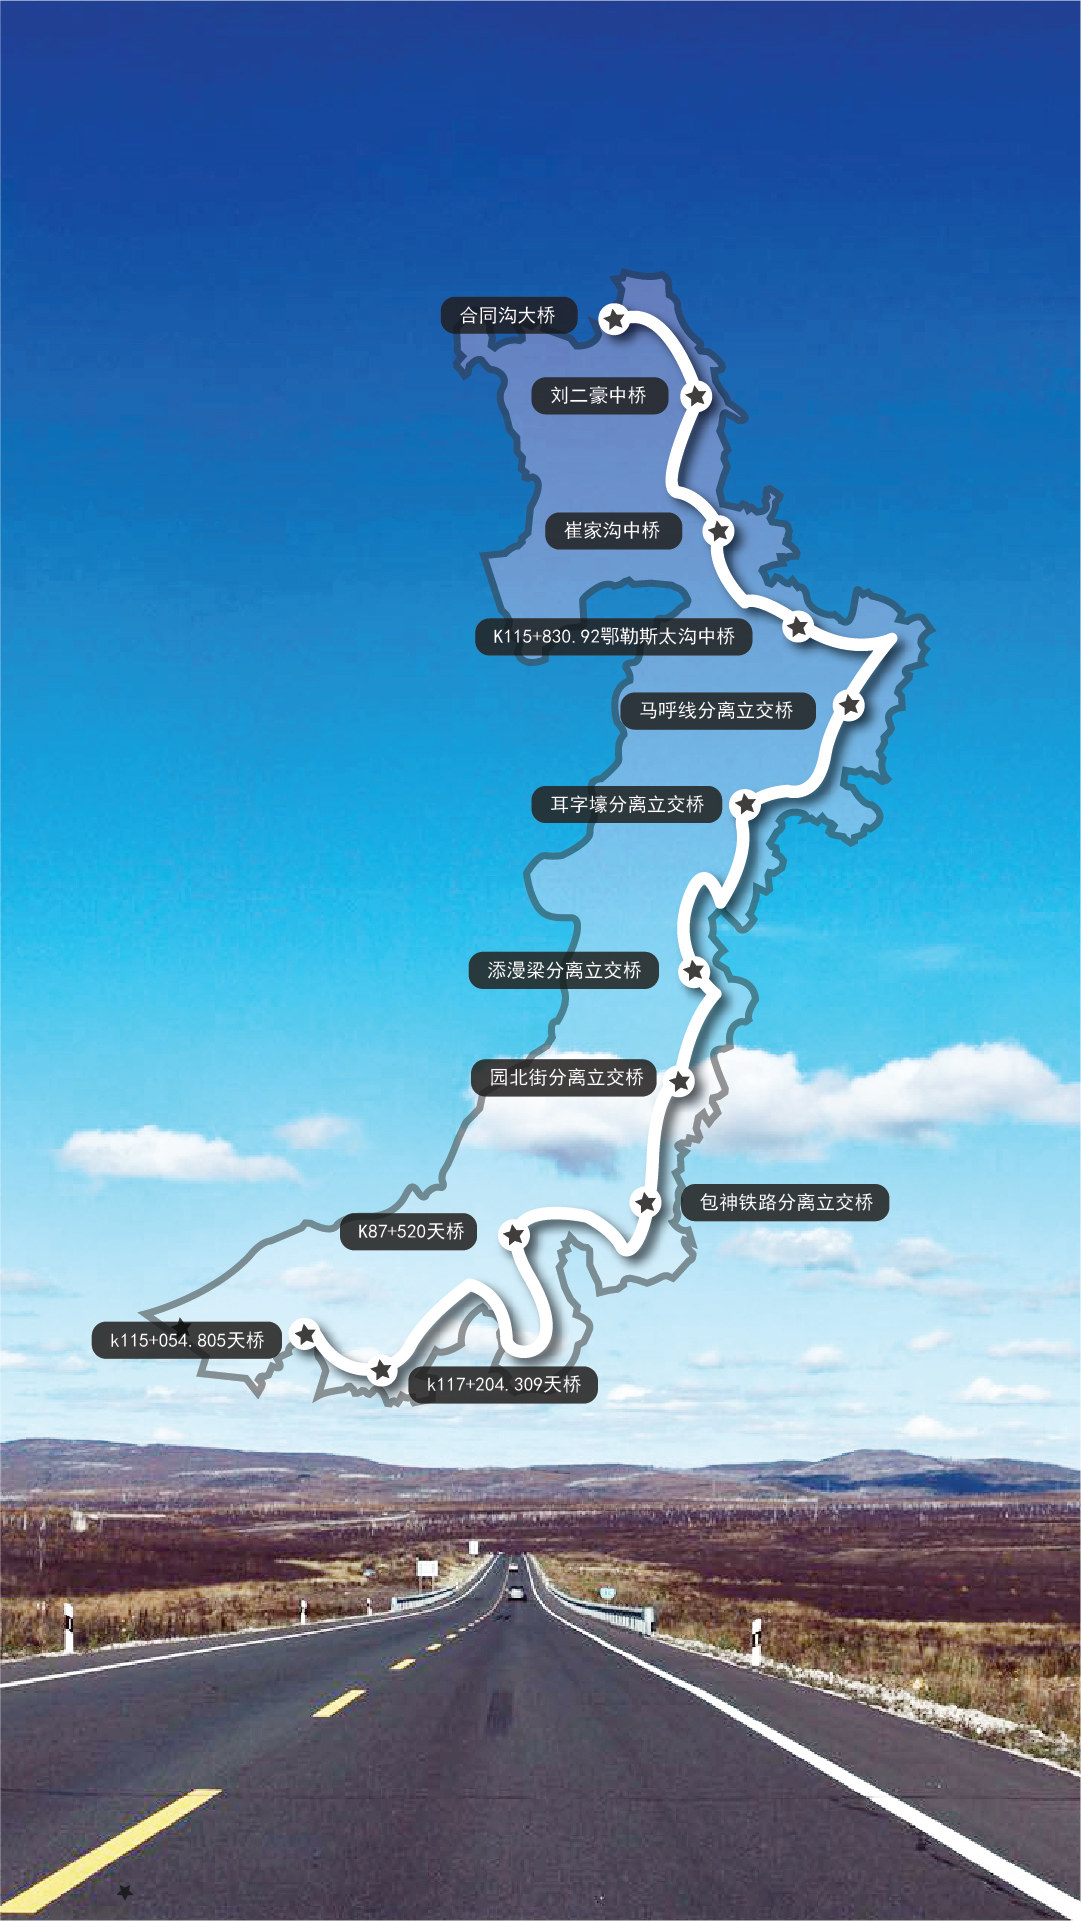 合同沟大桥
刘二豪中桥
崔家沟中桥
K115+830.92鄂勒斯太沟中桥
马呼线分离立交桥
耳字壕分离立交桥
添漫梁分离立交桥
园北街分离立交桥
包神铁路分离立交桥
K87+520天桥
k115+054.805天桥
k117+204.309天桥